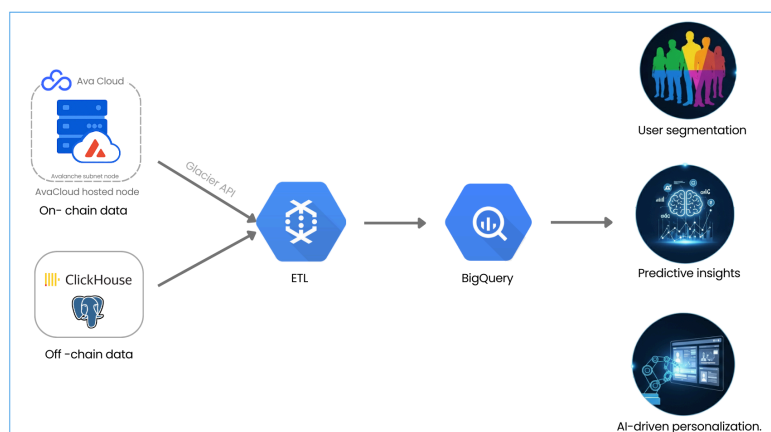 Ava Cloud
Avalanche subnet node
AvaCloud hosted node
On- chain data
Glacier API
ClickHouse
Off -chain data
ETL
BigQuery
User segmentation
Predictive insights
AI-driven personalization.